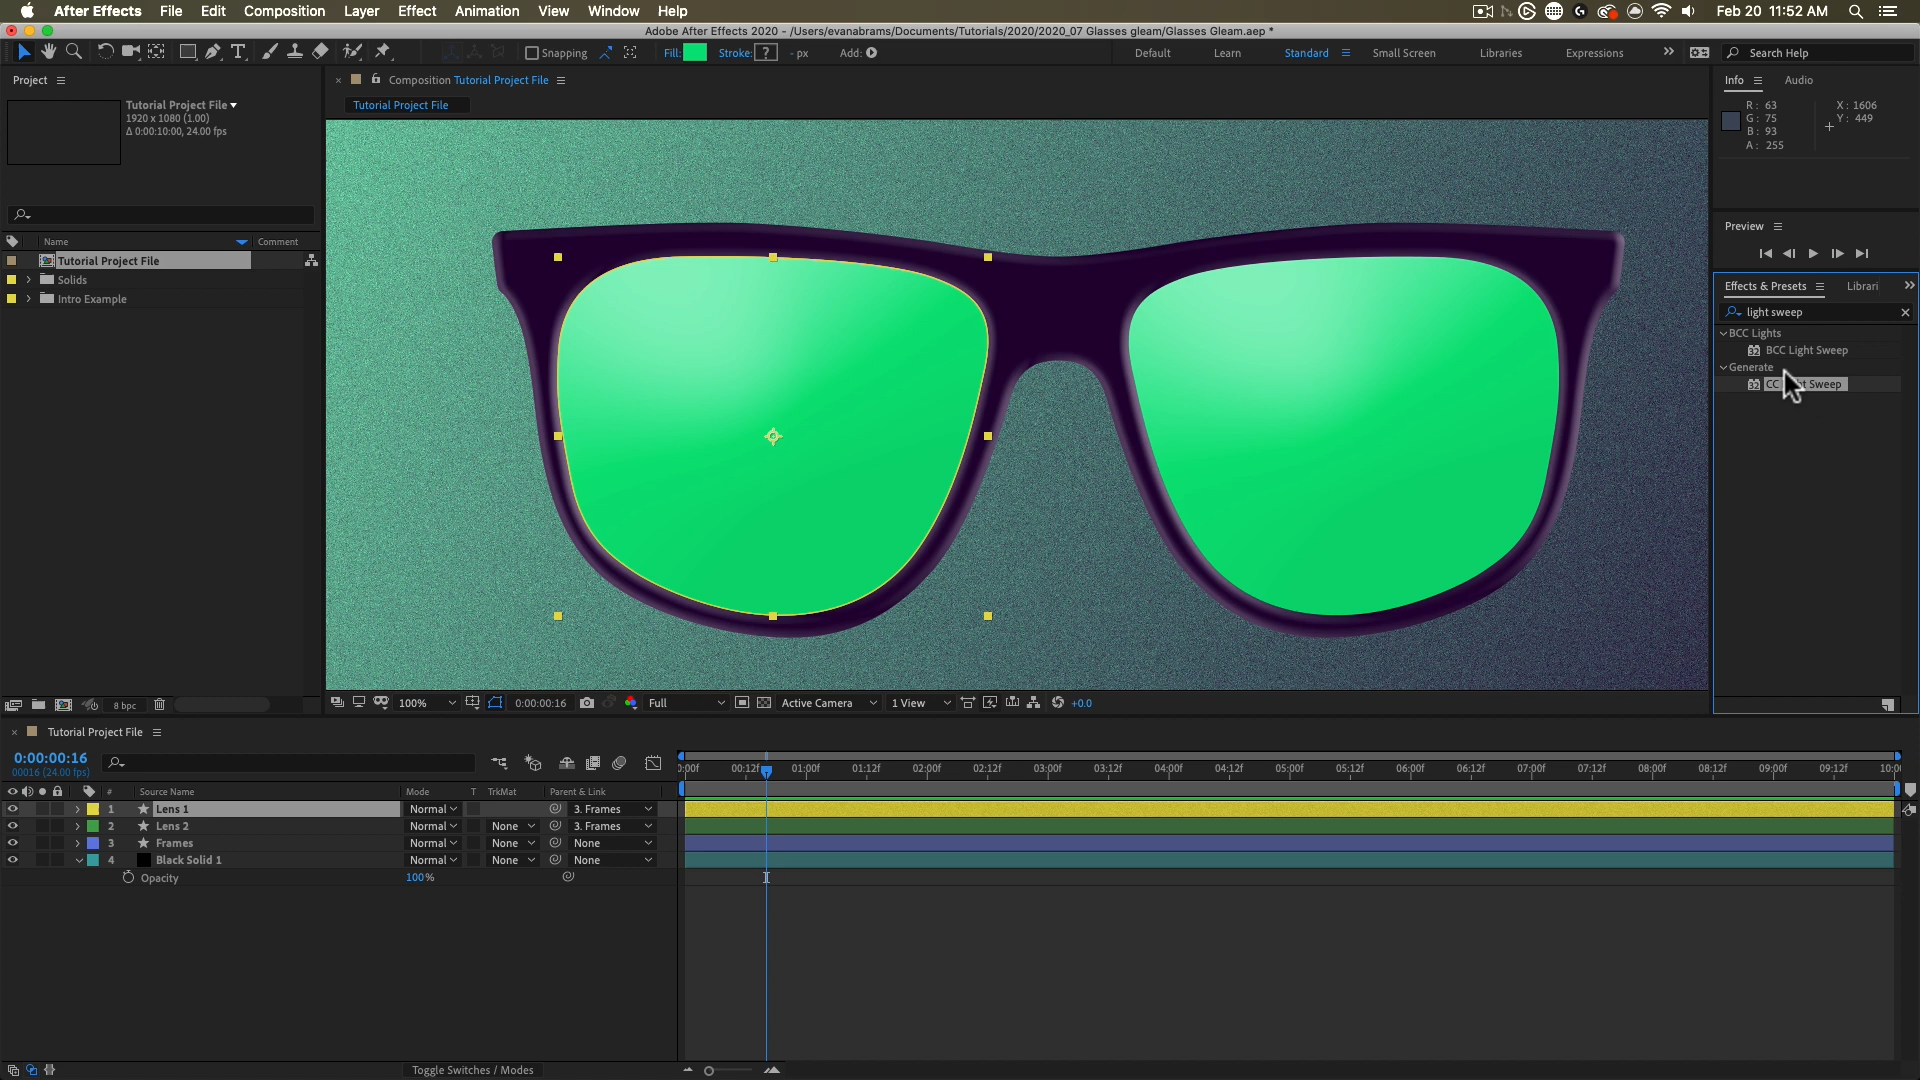 After Effects File Edit Composition Layer Effect Animation View Window Help
Feb 20 11:52 AM
Adobe After Effects 2020 - /Users/evanabrams/Documents/Tutorials/2020/2020_07 Glasses gleam/Glasses Gleam.aep *
Snapping Fill: Stroke: ? - px Add:
Default Learn Standard Small Screen Libraries Expressions Search Help
Project
Tutorial Project File
1920 x 1080 (1.00)
Δ 0:00:10:00, 24.00 fps
Name Comment
Tutorial Project File
Solids
Intro Example
8 bpc
Composition Tutorial Project File
Tutorial Project File
100% 0:00:00:16 Full Active Camera 1 View +0.0
Info Audio
R: 63
G: 75
B: 93
A: 255
X: 1606
Y: 449
Preview
Effects & Presets Librari
light sweep
BCC Lights
32 BCC Light Sweep
Generate
32 CC Sweep
Tutorial Project File
0:00:00:16
00016 (24.00 fps)
# Source Name Mode T TrkMat Parent & Link
1 Lens 1 Normal 3. Frames
2 Lens 2 Normal None 3. Frames
3 Frames Normal None None
4 Black Solid 1 Normal None None
Opacity 100%
00:12f 01:00f 01:12f 02:00f 02:12f 03:00f 03:12f 04:00f 04:12f 05:00f 05:12f 06:00f 06:12f 07:00f 07:12f 08:00f 08:12f 09:00f 09:12f
Toggle Switches / Modes